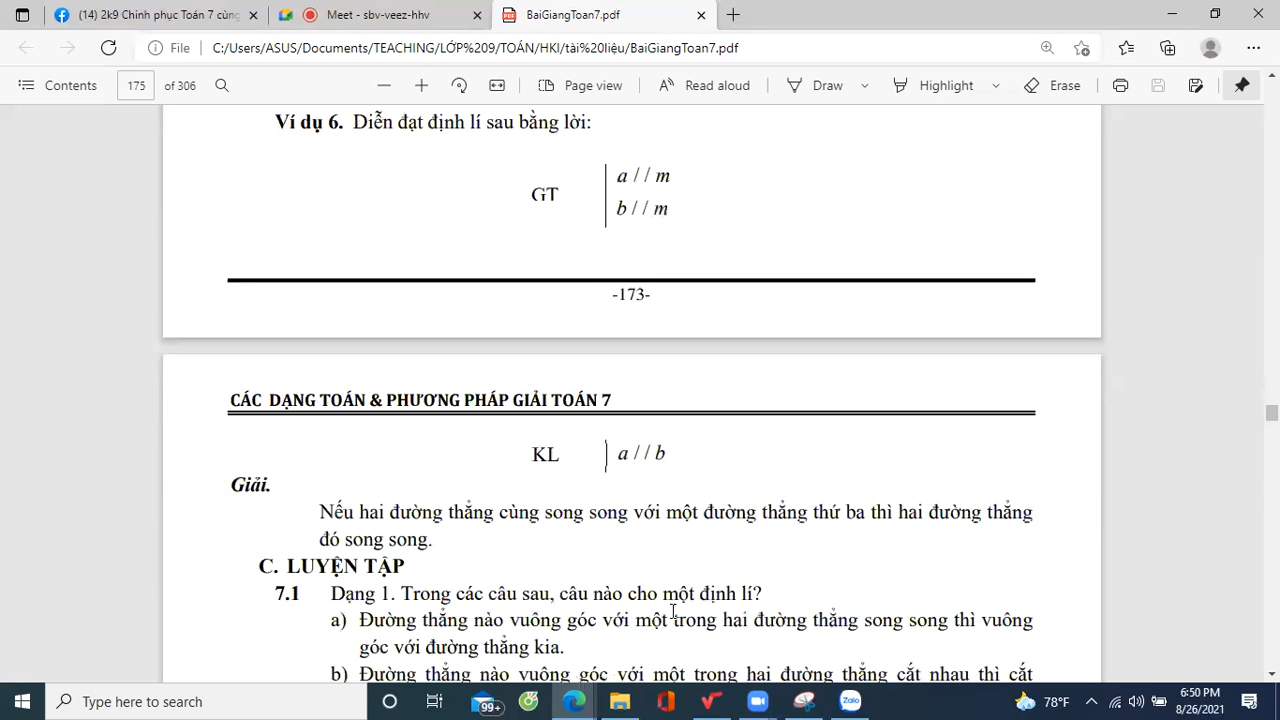 (14) 2k9 Chinh phục Toán 7 cùng
Meet - sbv-veez-hhv
BaiGiangToan7.pdf
File
C:/Users/ASUS/Documents/TEACHING/LỚP%209/TOÁN/HKI/tài%20liệu/BaiGiangToan7.pdf
Contents
175
of 306
Page view
Read aloud
Draw
Highlight
Erase
Ví dụ 6. Diễn đạt định lí sau bằng lời:
a // m
GT
b // m
-173-
CÁC DẠNG TOÁN & PHƯƠNG PHÁP GIẢI TOÁN 7
KL a // b
Giải.
Nếu hai đường thẳng cùng song song với một đường thẳng thứ ba thì hai đường thẳng
đó song song.
C. LUYỆN TẬP
7.1 Dạng 1. Trong các câu sau, câu nào cho một định lí?
a) Đường thẳng nào vuông góc với một trong hai đường thẳng song song thì vuông
góc với đường thẳng kia.
b) Đường thẳng nào vuông góc với một trong hai đường thẳng cắt nhau thì cắt
Type here to search
99+
Zalo
78°F
6:50 PM
8/26/2021